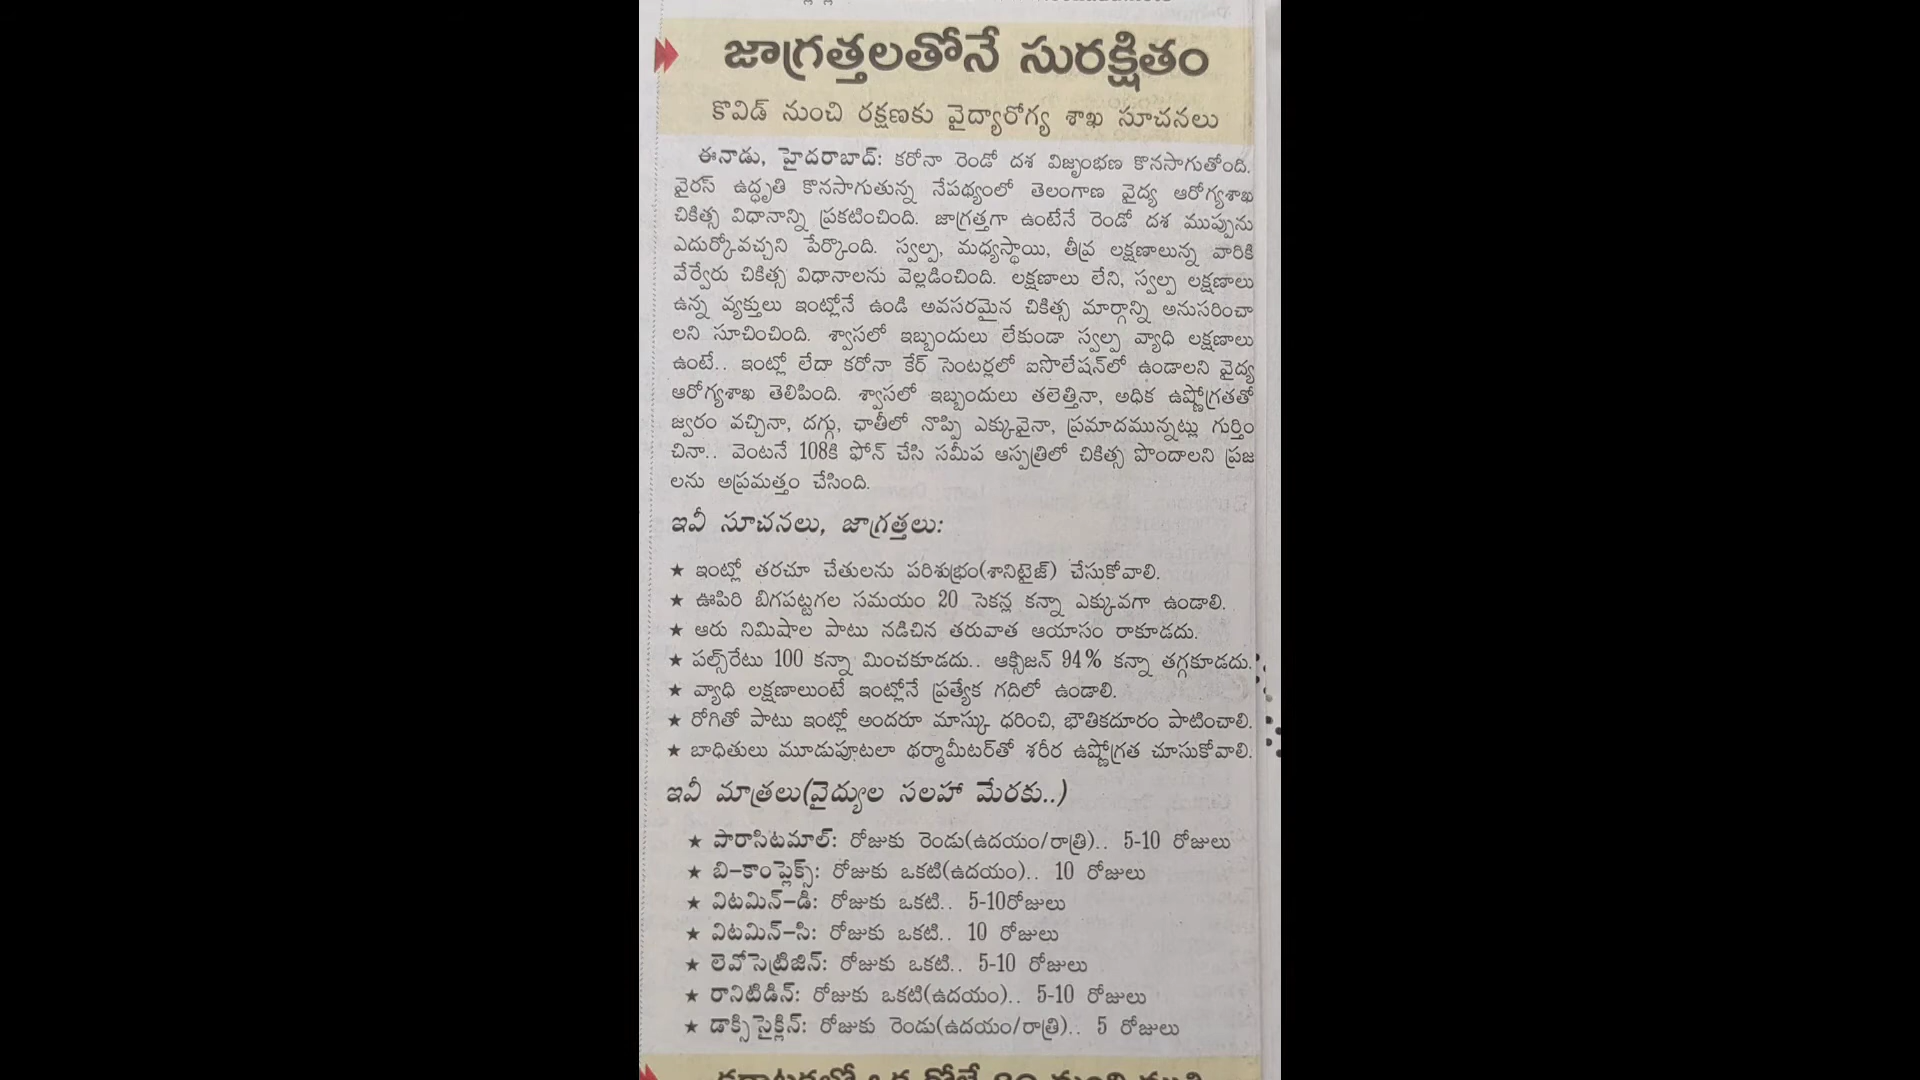 జాగ్రత్తలతోనే సురక్షితం
కొవిడ్ నుంచి రక్షణకు వైద్యారోగ్య శాఖ సూచనలు
ఈనాడు, హైదరాబాద్: కరోనా రెండో దశ విజృంభణ కొనసాగుతోంది.
వైరస్ ఉద్ధృతి కొనసాగుతున్న నేపథ్యంలో తెలంగాణ వైద్య ఆరోగ్యశాఖ
చికిత్స విధానాన్ని ప్రకటించింది. జాగ్రత్తగా ఉంటేనే రెండో దశ ముప్పును
ఎదుర్కోవచ్చని పేర్కొంది. స్వల్ప, మధ్యస్థాయి, తీవ్ర లక్షణాలున్న వారికి
వేర్వేరు చికిత్స విధానాలను వెల్లడించింది. లక్షణాలు లేని, స్వల్ప లక్షణాలు
ఉన్న వ్యక్తులు ఇంట్లోనే ఉండి అవసరమైన చికిత్స మార్గాన్ని అనుసరించా
లని సూచించింది. శ్వాసలో ఇబ్బందులు లేకుండా స్వల్ప వ్యాధి లక్షణాలు
ఉంటే.. ఇంట్లో లేదా కరోనా కేర్ సెంటర్లలో ఐసొలేషన్‌లో ఉండాలని వైద్య
ఆరోగ్యశాఖ తెలిపింది. శ్వాసలో ఇబ్బందులు తలెత్తినా, అధిక ఉష్ణోగ్రతతో
జ్వరం వచ్చినా, దగ్గు, ఛాతీలో నొప్పి ఎక్కువైనా, ప్రమాదమున్నట్లు గుర్తిం
చినా.. వెంటనే 108కి ఫోన్ చేసి సమీప ఆస్పత్రిలో చికిత్స పొందాలని ప్రజ
లను అప్రమత్తం చేసింది.
ఇవీ సూచనలు, జాగ్రత్తలు:
★ ఇంట్లో తరచూ చేతులను పరిశుభ్రం(శానిటైజ్) చేసుకోవాలి.
★ ఊపిరి బిగపట్టగల సమయం 20 సెకన్ల కన్నా ఎక్కువగా ఉండాలి.
★ ఆరు నిమిషాల పాటు నడిచిన తరువాత ఆయాసం రాకూడదు.
★ పల్స్‌రేటు 100 కన్నా మించకూడదు.. ఆక్సిజన్ 94% కన్నా తగ్గకూడదు.
★ వ్యాధి లక్షణాలుంటే ఇంట్లోనే ప్రత్యేక గదిలో ఉండాలి.
★ రోగితో పాటు ఇంట్లో అందరూ మాస్కు ధరించి, భౌతికదూరం పాటించాలి.
★ బాధితులు మూడుపూటలా థర్మామీటర్‌తో శరీర ఉష్ణోగ్రత చూసుకోవాలి.
ఇవీ మాత్రలు(వైద్యుల సలహా మేరకు..)
★ పారాసిటమాల్: రోజుకు రెండు(ఉదయం/రాత్రి).. 5-10 రోజులు
★ బి-కాంప్లెక్స్: రోజుకు ఒకటి(ఉదయం).. 10 రోజులు
★ విటమిన్-డి: రోజుకు ఒకటి.. 5-10రోజులు
★ విటమిన్-సి: రోజుకు ఒకటి.. 10 రోజులు
★ లెవోసెట్రిజిన్: రోజుకు ఒకటి.. 5-10 రోజులు
★ రానిటిడిన్: రోజుకు ఒకటి(ఉదయం).. 5-10 రోజులు
★ డాక్సిసైక్లిన్: రోజుకు రెండు(ఉదయం/రాత్రి).. 5 రోజులు